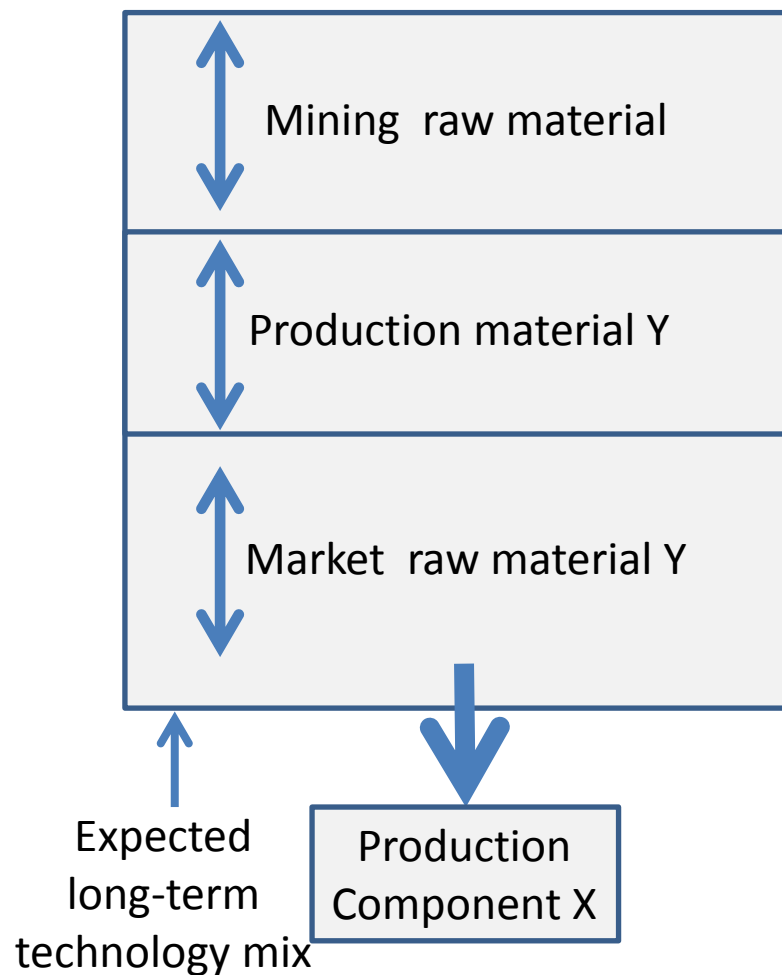 Mining  raw material
Production material Y
Market  raw material Y
Expected
long-term
technology mix
Production
Component X